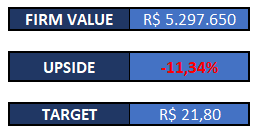 FIRM VALUE R$ 5.297.650
UPSIDE -11,34%
TARGET R$ 21,80